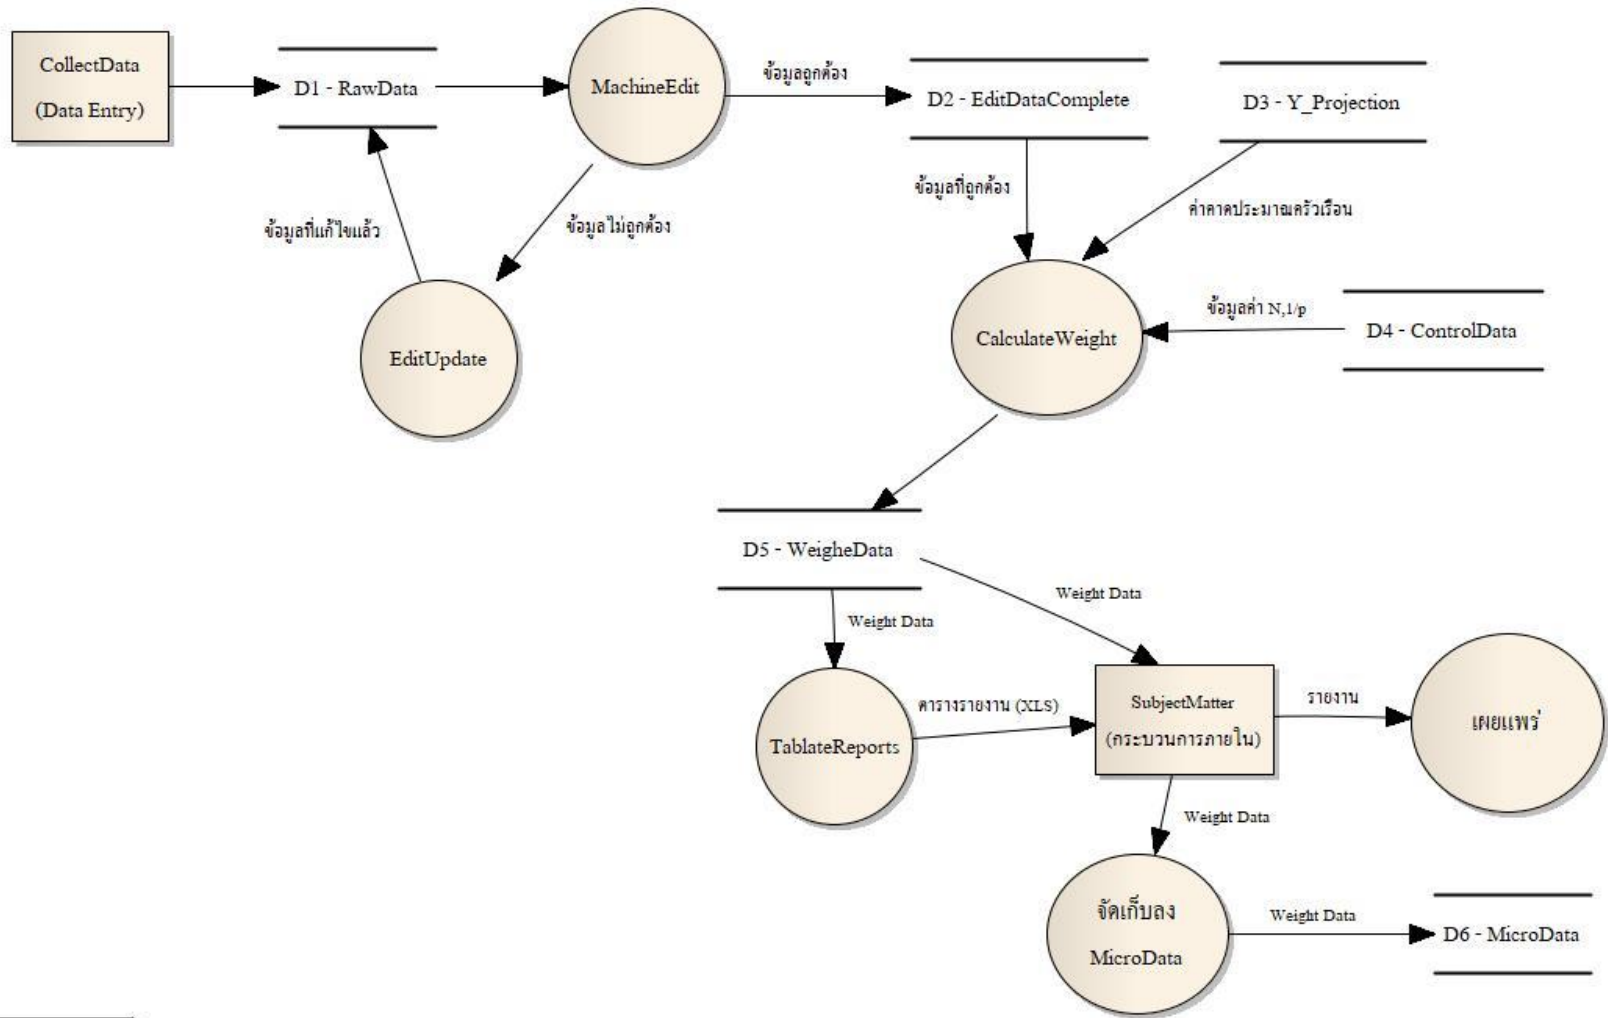 CollectData
(Data Entry)
D1 - RawData
MachineEdit
ข้อมูลถูกต้อง
D2 - EditDataComplete
D3 - Y_Projection
ข้อมูลที่แก้ไขแล้ว
ข้อมูลไม่ถูกต้อง
ข้อมูลที่ถูกต้อง
ค่าคาดประมาณครัวเรือน
EditUpdate
CalculateWeight
ข้อมูลค่า N,1/p
D4 - ControlData
D5 - WeigheData
Weight Data
Weight Data
TablateReports
ตารางรายงาน (XLS)
SubjectMatter
(กระบวนการภายใน)
รายงาน
เผยแพร่
Weight Data
จัดเก็บลง
MicroData
Weight Data
D6 - MicroData